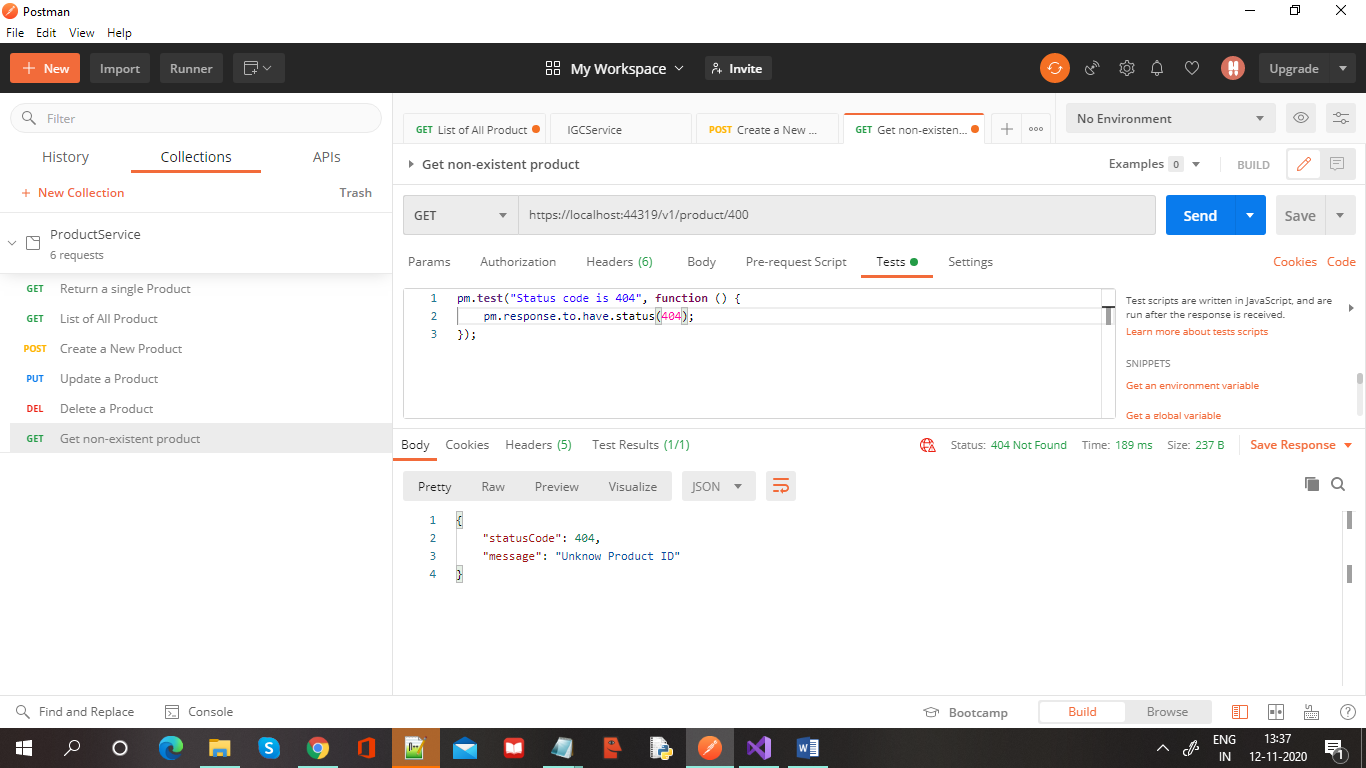 Postman
File Edit View Help
+ New Import Runner My Workspace Invite Upgrade
Filter
History Collections APIs
+ New Collection Trash
ProductService
6 requests
GET Return a single Product
GET List of All Product
POST Create a New Product
PUT Update a Product
DEL Delete a Product
GET Get non-existent product
GET List of All Product IGCService POST Create a New ... GET Get non-existen... + ooo No Environment
Get non-existent product Examples 0 BUILD
GET https://localhost:44319/v1/product/400 Send Save
Params Authorization Headers (6) Body Pre-request Script Tests Settings Cookies Code
1 pm.test("Status code is 404", function () {
2 pm.response.to.have.status(404);
3 });
Test scripts are written in JavaScript, and are
run after the response is received.
Learn more about tests scripts
SNIPPETS
Get an environment variable
Get a global variable
Body Cookies Headers (5) Test Results (1/1) Status: 404 Not Found Time: 189 ms Size: 237 B Save Response
Pretty Raw Preview Visualize JSON
1 {
2 "statusCode": 404,
3 "message": "Unknow Product ID"
4 }
Find and Replace Console Bootcamp Build Browse ?
ENG 13:37
IN 12-11-2020 1